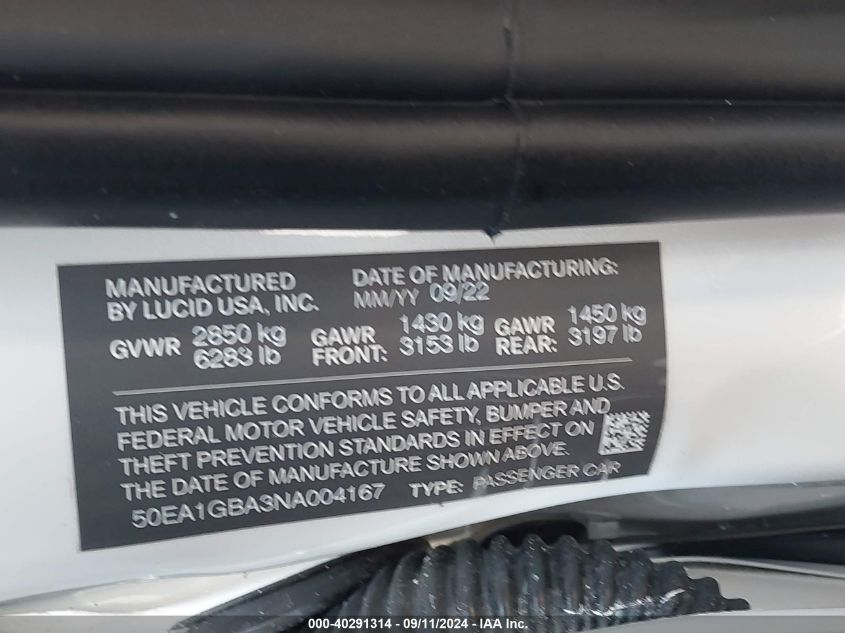 MANUFACTURED
BY LUCID USA, INC.
DATE OF MANUFACTURING:
MM/YY 09/22
GVWR 2850 kg
6283 lb
GAWR
FRONT: 1430 kg
3153 lb
GAWR
REAR: 1450 kg
3197 lb
THIS VEHICLE CONFORMS TO ALL APPLICABLE U.S.
FEDERAL MOTOR VEHICLE SAFETY, BUMPER AND
THEFT PREVENTION STANDARDS IN EFFECT ON
THE DATE OF MANUFACTURE SHOWN ABOVE.
50EA1GBA3NA004167 TYPE: PASSENGER CAR
000-40291314 - 09/11/2024 - IAA Inc.